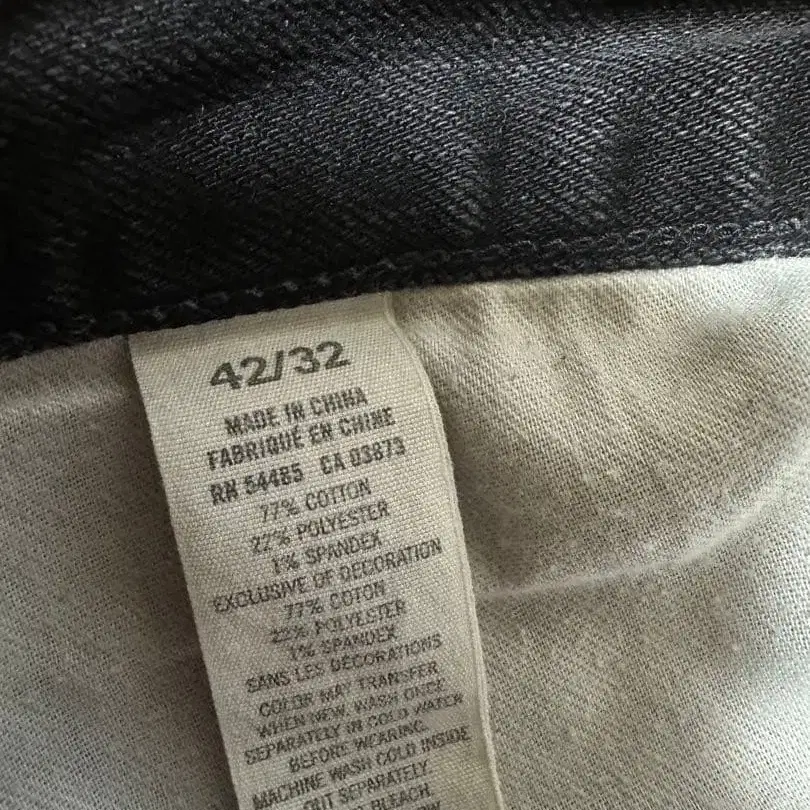 42/32
MADE IN CHINA
FABRIQUÉ EN CHINE
RN 54485 CA 03873
77% COTTON
22% POLYESTER
1% SPANDEX
EXCLUSIVE OF DECORATION
77% COTON
22% POLYESTER
1% SPANDEX
SANS LES DÉCORATIONS
COLOR MAY TRANSFER
WHEN NEW. WASH ONCE
SEPARATELY IN COLD WATER
BEFORE WEARING.
MACHINE WASH COLD INSIDE
OUT SEPARATELY.
BLEACH